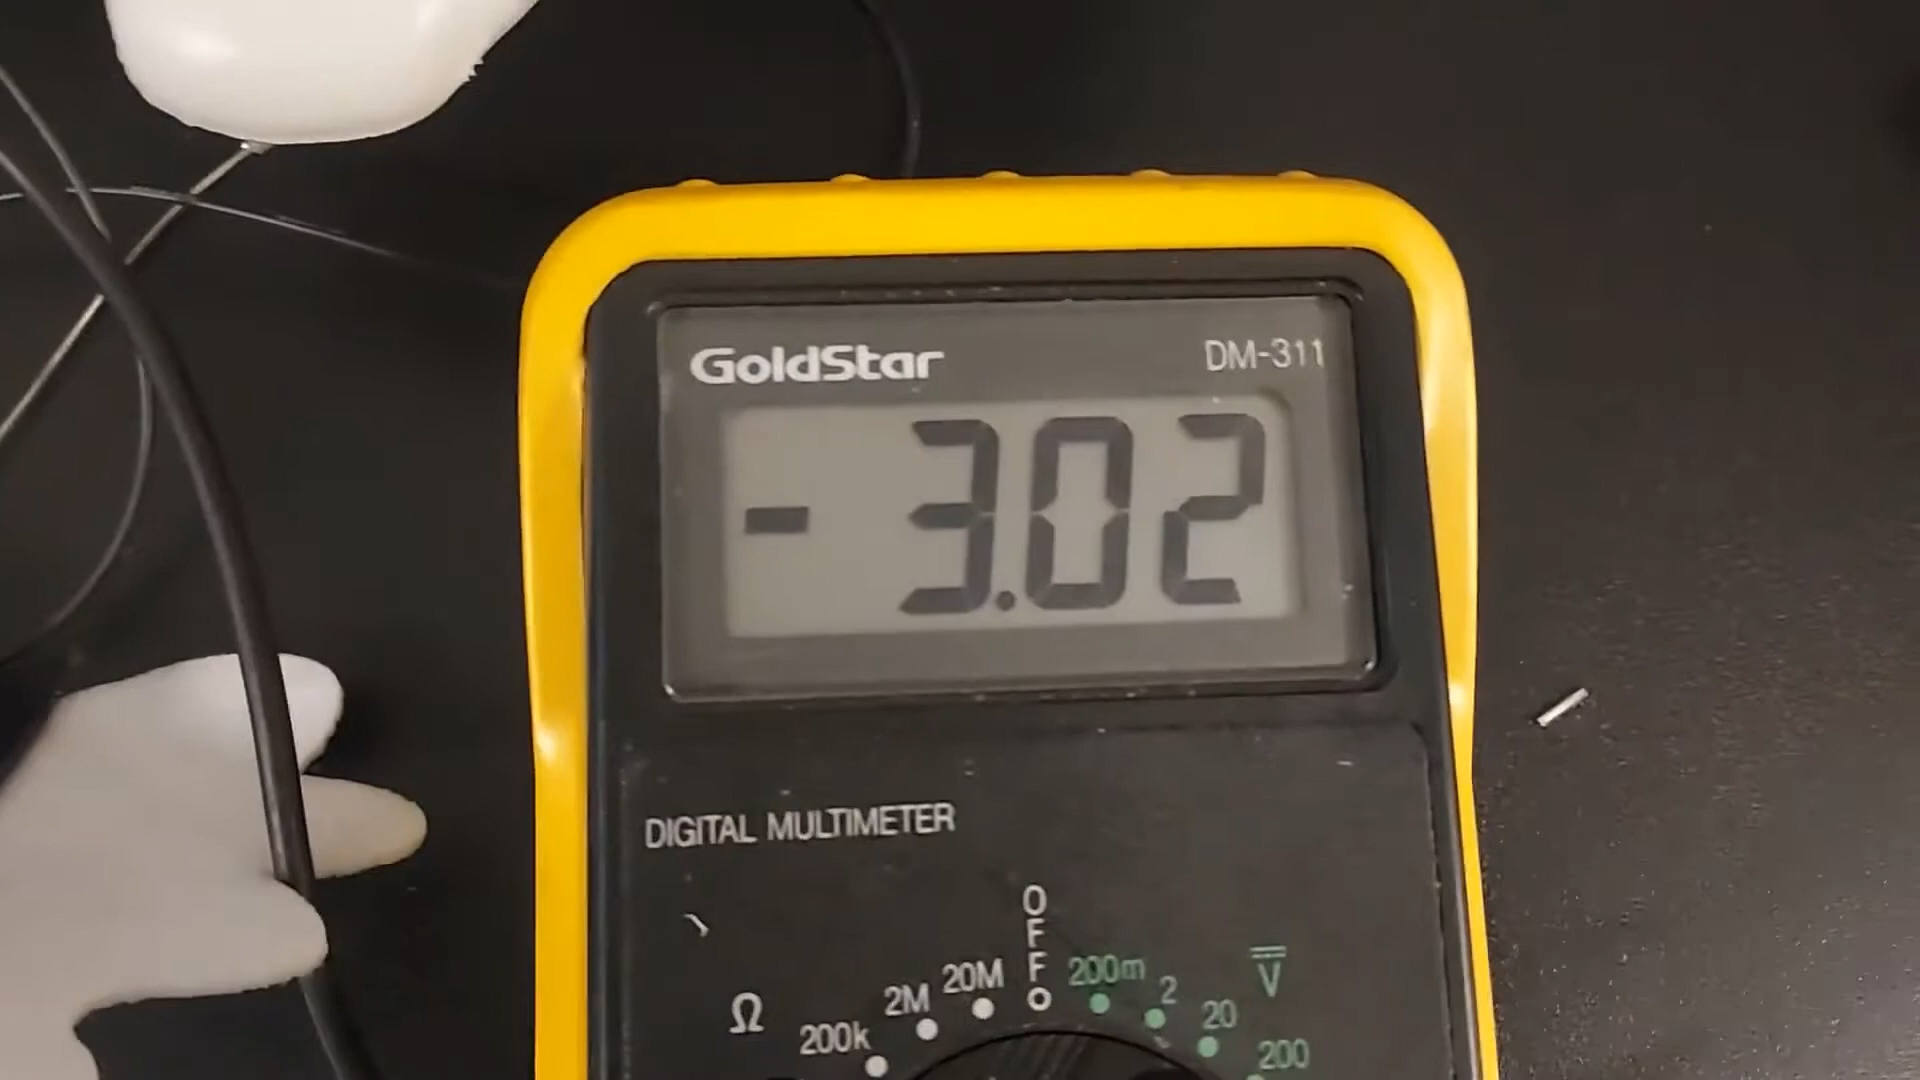 GoldStar DM-311
-3.02
DIGITAL MULTIMETER
OFF
Ω 200k 2M 20M 200m 2 20 200 V